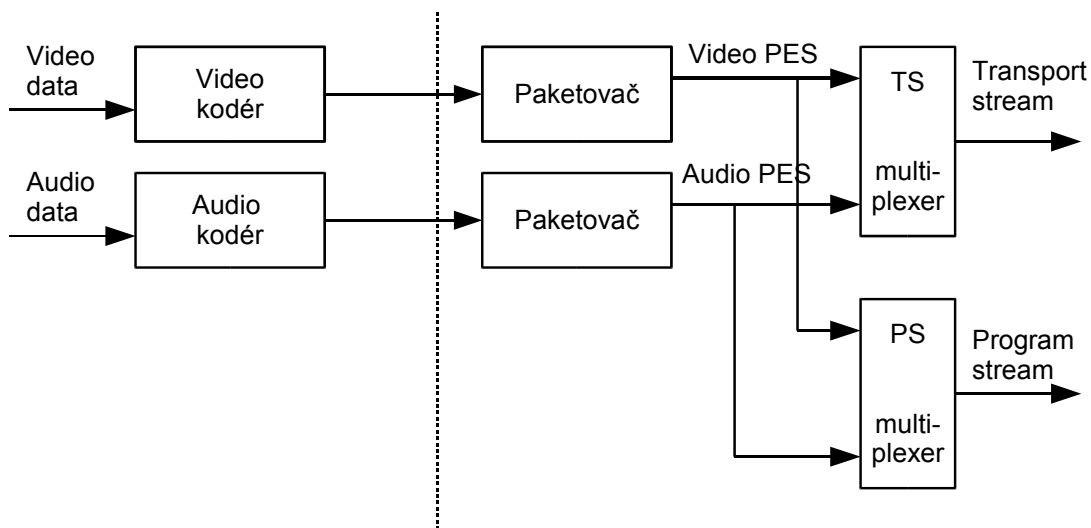 Video
data
Video
kodér
Paketovač
Video PES
TS
multi-
plexer
Transport
stream
Audio
data
Audio
kodér
Paketovač
Audio PES
PS
multi-
plexer
Program
stream